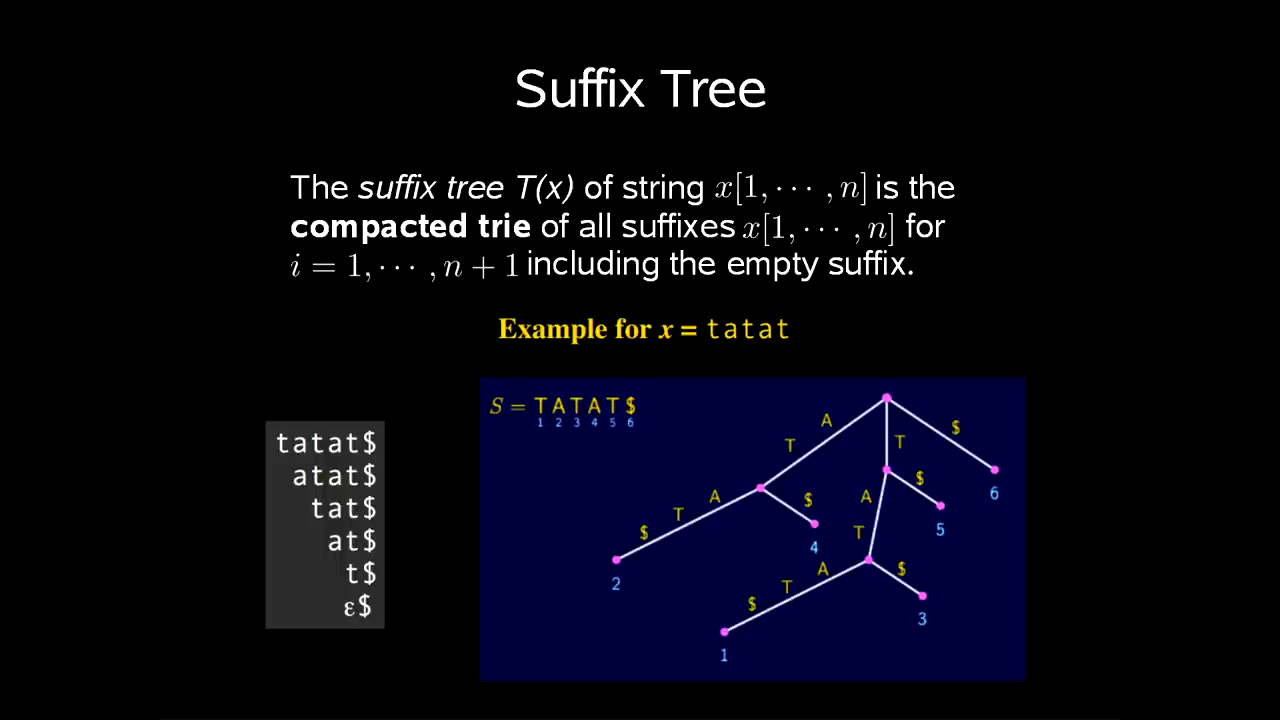 Suffix Tree
The suffix tree T(x) of string x[1, ··· , n] is the
compacted trie of all suffixes x[1, ··· , n] for
i = 1, ··· , n + 1 including the empty suffix.
Example for x = tatat
S = T A T A T $
1 2 3 4 5 6
tatat$
atat$
tat$
at$
t$
ε$
A
T
T
$
A
T
$
$
A
T
$
6
5
4
2
A
T
$
$
3
1